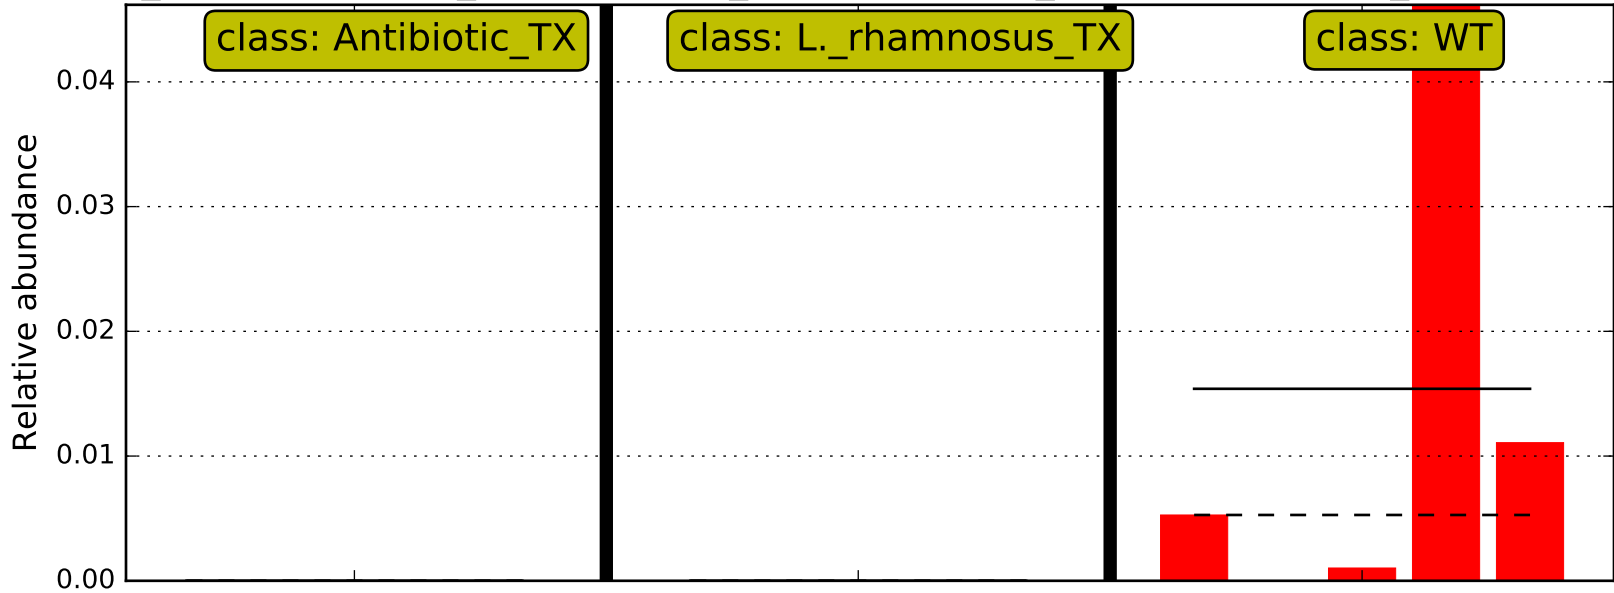 class: Antibiotic_TX
class: L._rhamnosus_TX
class: WT
Relative abundance
0.04
0.03
0.02
0.01
0.00